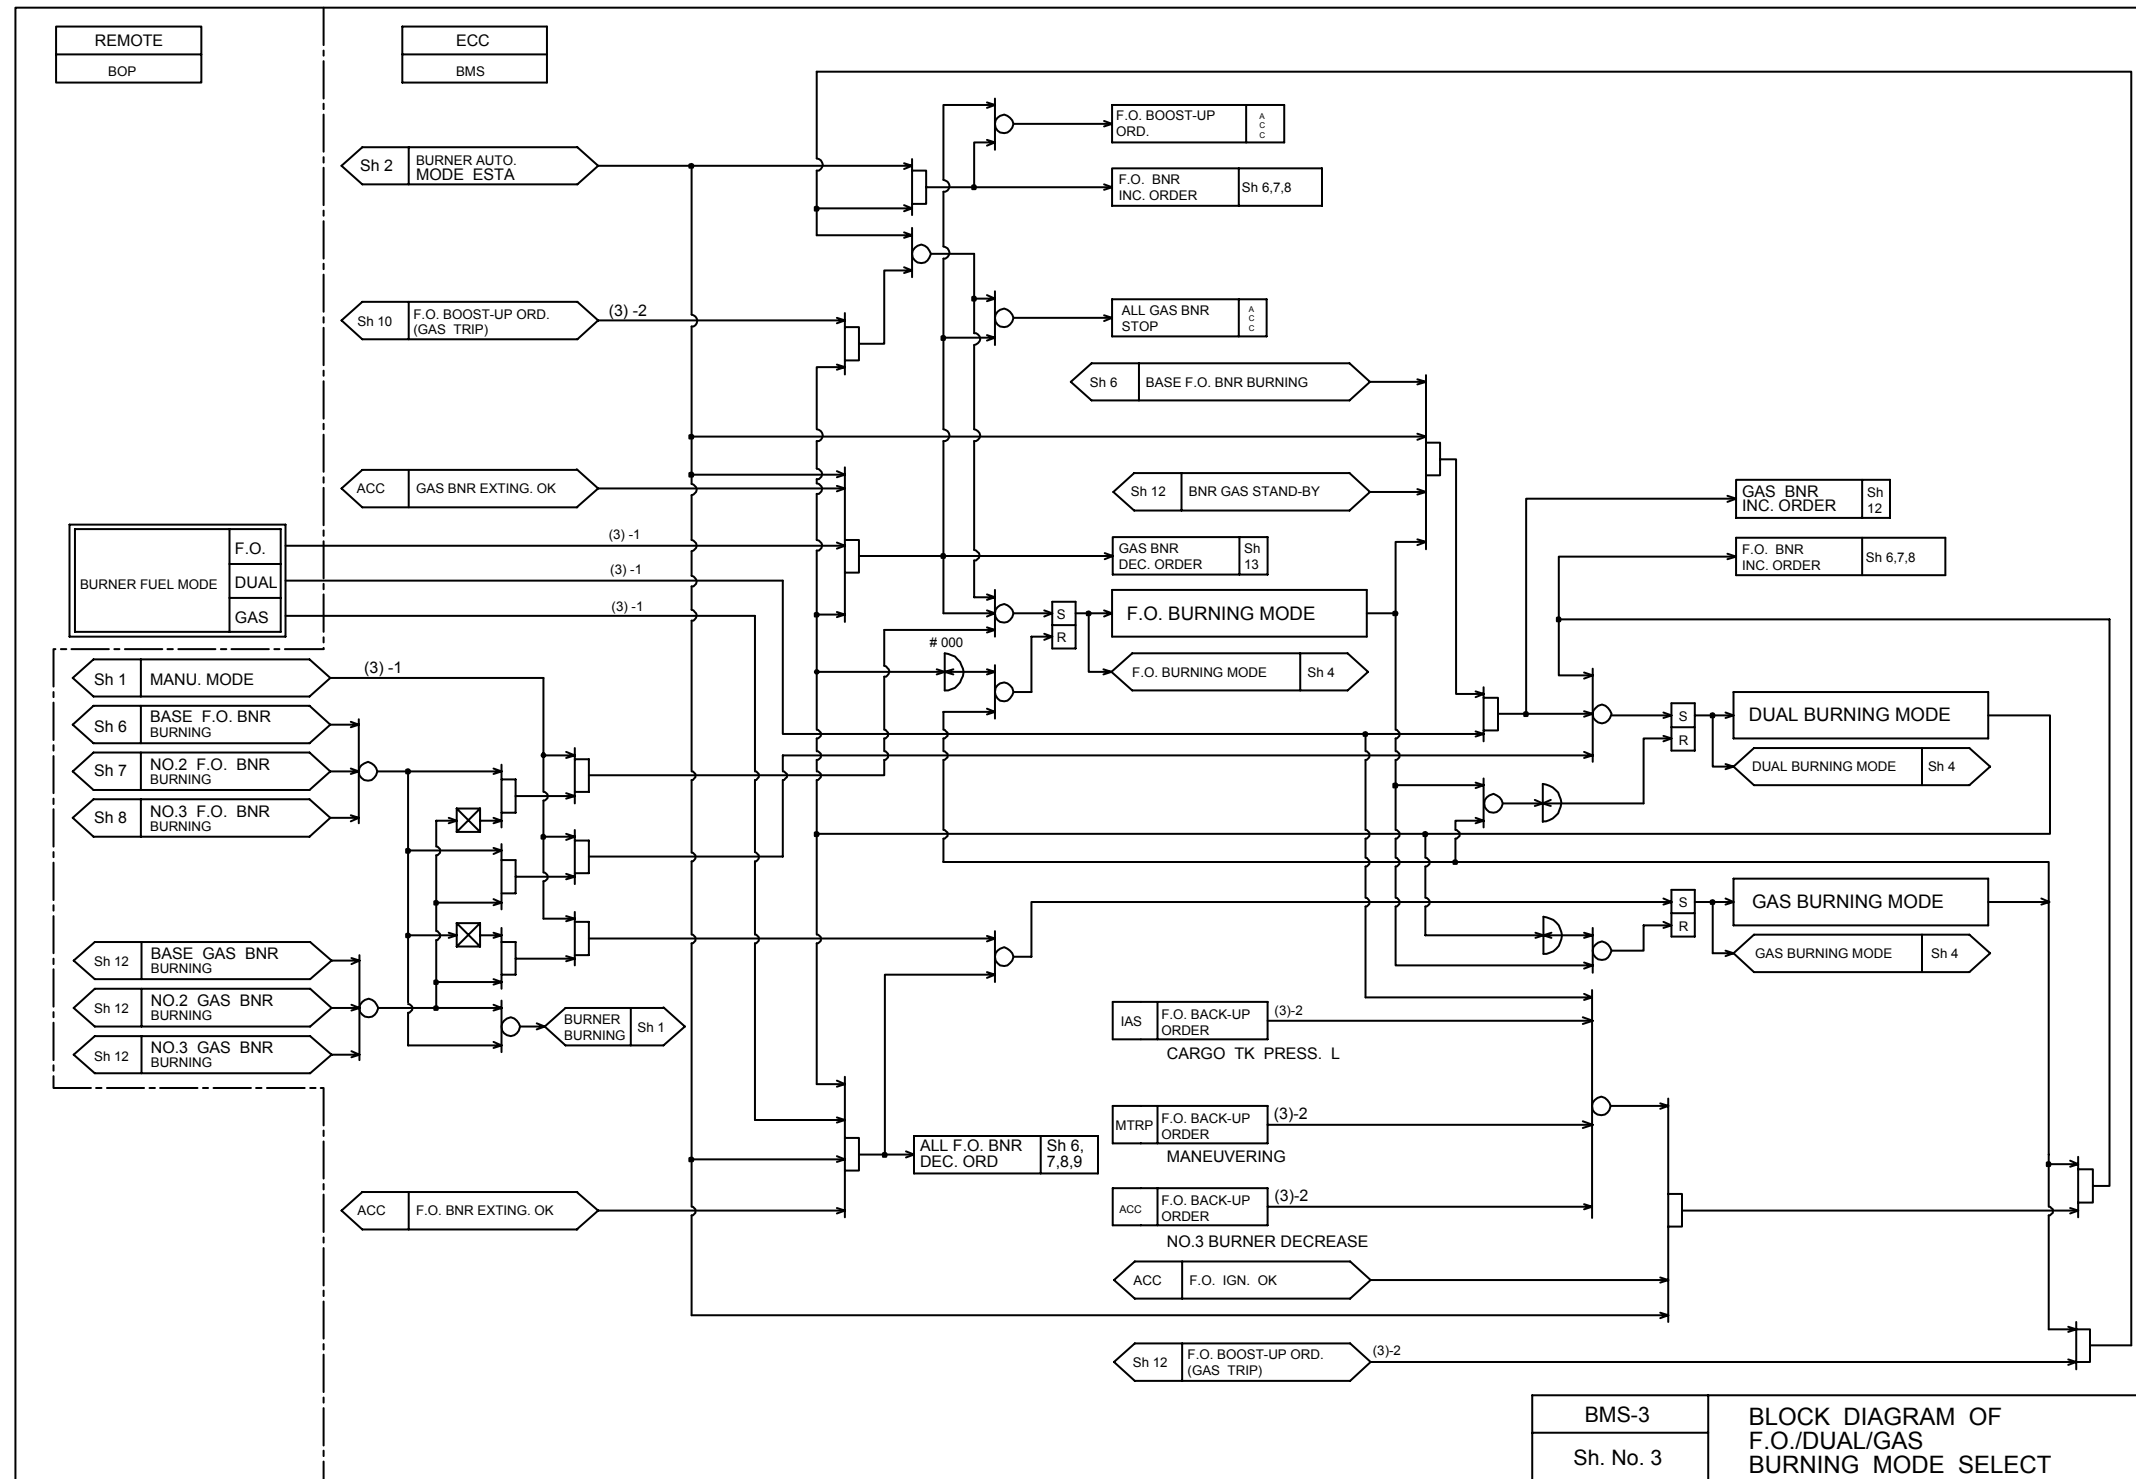 REMOTE
BOP
ECC
BMS
F.O. BOOST-UP
ORD.
A
C
C
Sh 2
BURNER AUTO.
MODE ESTA
F.O. BNR
INC. ORDER
Sh 6,7,8
Sh 10
F.O. BOOST-UP ORD.
(GAS TRIP)
(3) -2
ALL GAS BNR
STOP
A
C
C
Sh 6
BASE F.O. BNR BURNING
ACC
GAS BNR EXTING. OK
Sh 12
BNR GAS STAND-BY
GAS BNR
INC. ORDER
Sh
12
BURNER FUEL MODE
F.O.
DUAL
GAS
(3) -1
(3) -1
(3) -1
GAS BNR
DEC. ORDER
Sh
13
F.O. BNR
INC. ORDER
Sh 6,7,8
S
R
F.O. BURNING MODE
# 000
F.O. BURNING MODE
Sh 4
Sh 1
MANU. MODE
(3) -1
Sh 6
BASE F.O. BNR
BURNING
Sh 7
NO.2 F.O. BNR
BURNING
Sh 8
NO.3 F.O. BNR
BURNING
S
R
DUAL BURNING MODE
DUAL BURNING MODE
Sh 4
S
R
GAS BURNING MODE
GAS BURNING MODE
Sh 4
Sh 12
BASE GAS BNR
BURNING
Sh 12
NO.2 GAS BNR
BURNING
Sh 12
NO.3 GAS BNR
BURNING
BURNER
BURNING
Sh 1
IAS
F.O. BACK-UP
ORDER
(3)-2
CARGO TK PRESS. L
MTRP
F.O. BACK-UP
ORDER
(3)-2
MANEUVERING
ALL F.O. BNR
DEC. ORD
Sh 6,
7,8,9
ACC
F.O. BNR EXTING. OK
ACC
F.O. BACK-UP
ORDER
(3)-2
NO.3 BURNER DECREASE
ACC
F.O. IGN. OK
Sh 12
F.O. BOOST-UP ORD.
(GAS TRIP)
(3)-2
BMS-3
Sh. No. 3
BLOCK DIAGRAM OF
F.O./DUAL/GAS
BURNING MODE SELECT